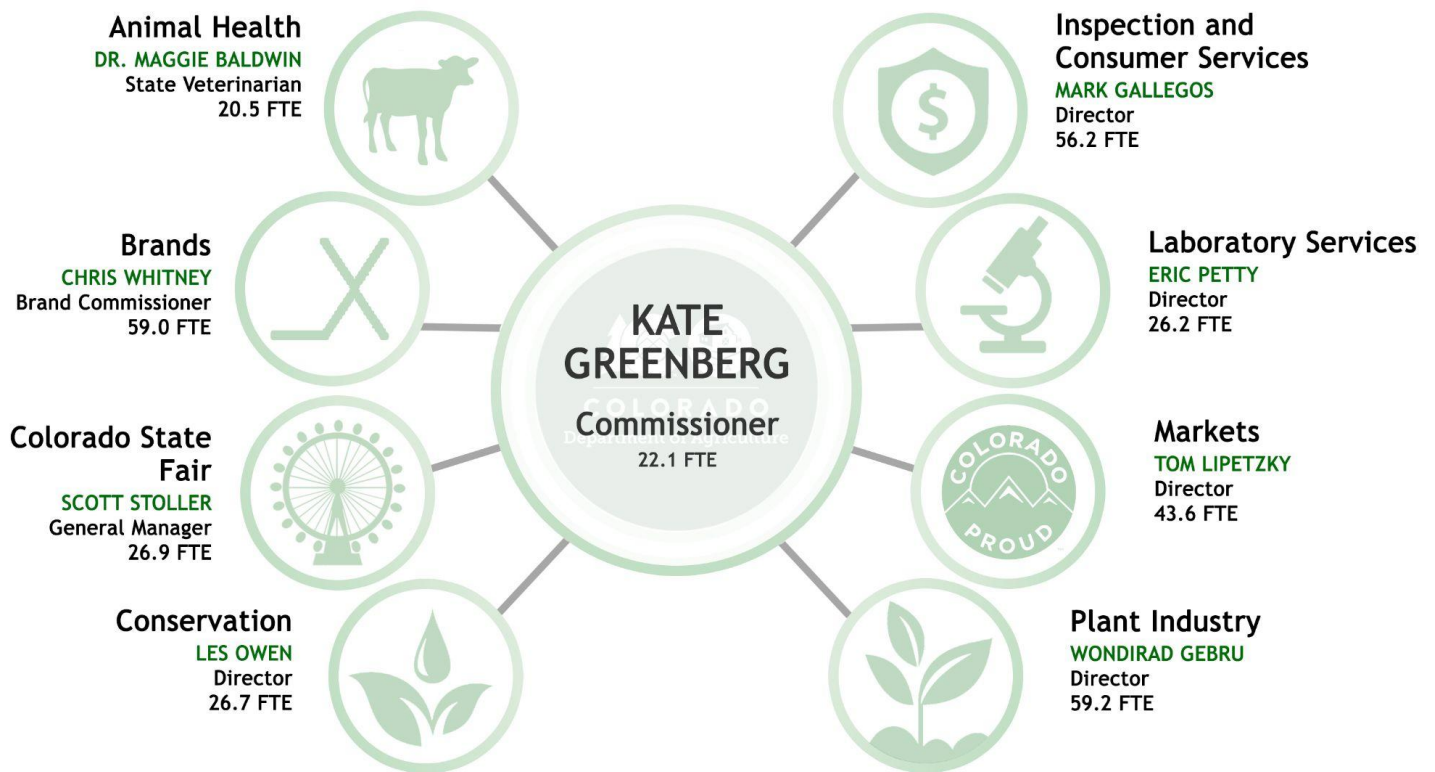 Animal Health
DR. MAGGIE BALDWIN
State Veterinarian
20.5 FTE
Brands
CHRIS WHITNEY
Brand Commissioner
59.0 FTE
Colorado State
Fair
SCOTT STOLLER
General Manager
26.9 FTE
Conservation
LES OWEN
Director
26.7 FTE
KATE
GREENBERG
COLORADO
Commissioner
Department of Agriculture
22.1 FTE
Inspection and
Consumer Services
MARK GALLEGOS
Director
56.2 FTE
$
Laboratory Services
ERIC PETTY
Director
26.2 FTE
COLORADO
PROUD
Markets
TOM LIPETZKY
Director
43.6 FTE
Plant Industry
WONDIRAD GEBRU
Director
59.2 FTE